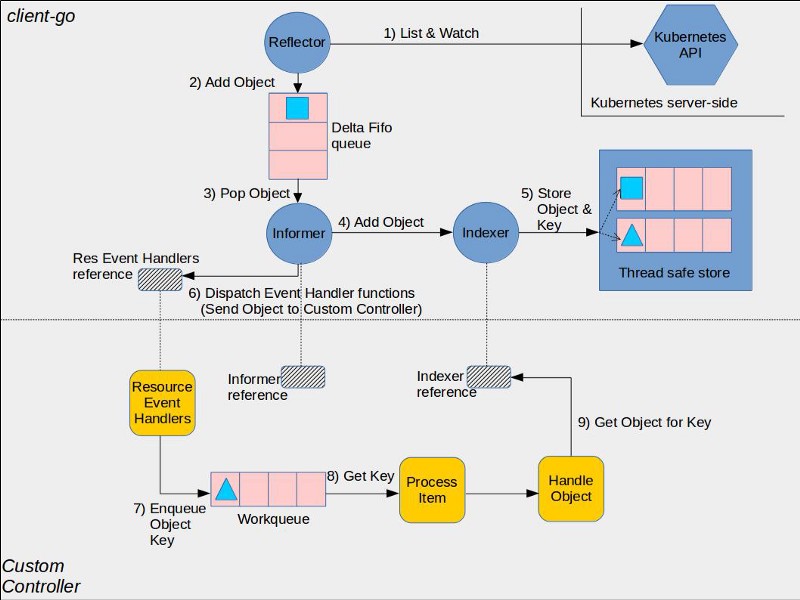 client-go
Reflector
1) List & Watch
Kubernetes
API
Kubernetes server-side
2) Add Object
Delta Fifo
queue
3) Pop Object
Informer
4) Add Object
Indexer
5) Store
Object &
Key
Thread safe store
Res Event Handlers
reference
6) Dispatch Event Handler functions
(Send Object to Custom Controller)
Resource
Event
Handlers
Informer
reference
Indexer
reference
9) Get Object for Key
7) Enqueue
Object
Key
Workqueue
8) Get Key
Process
Item
Handle
Object
Custom
Controller